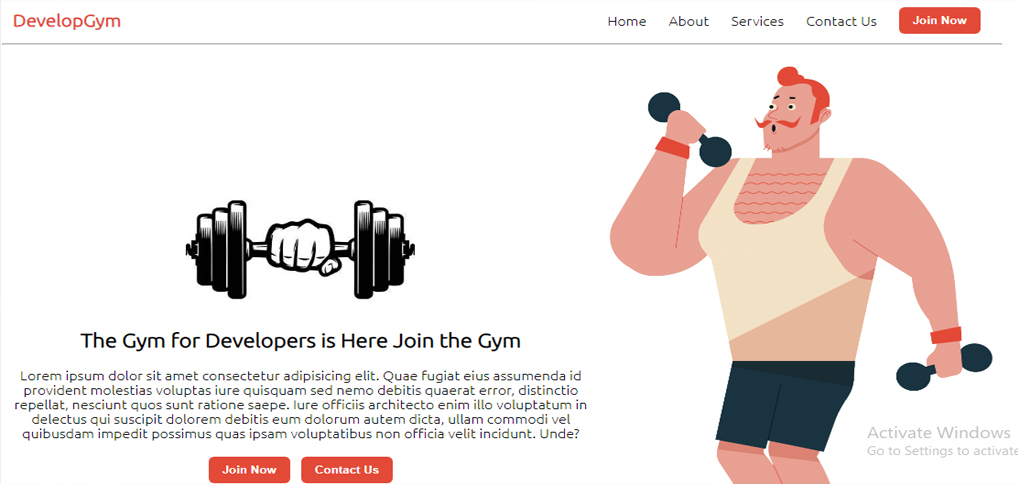 DevelopGym
Home About Services Contact Us Join Now
The Gym for Developers is Here Join the Gym
Lorem ipsum dolor sit amet consectetur adipisicing elit. Quae fugiat eius assumenda id
provident molestias voluptas iure quisquam sed nemo debitis quaerat error, distinctio
repellat, nesciunt quos sunt ratione saepe. Iure officiis architecto enim illo voluptatum in
delectus qui suscipit dolorem debitis eum dolorum autem dicta, ullam commodi vel
quibusdam impedit possimus quas ipsam voluptatibus non officia velit incidunt. Unde?
Join Now Contact Us
Activate Windows
Go to Settings to activate